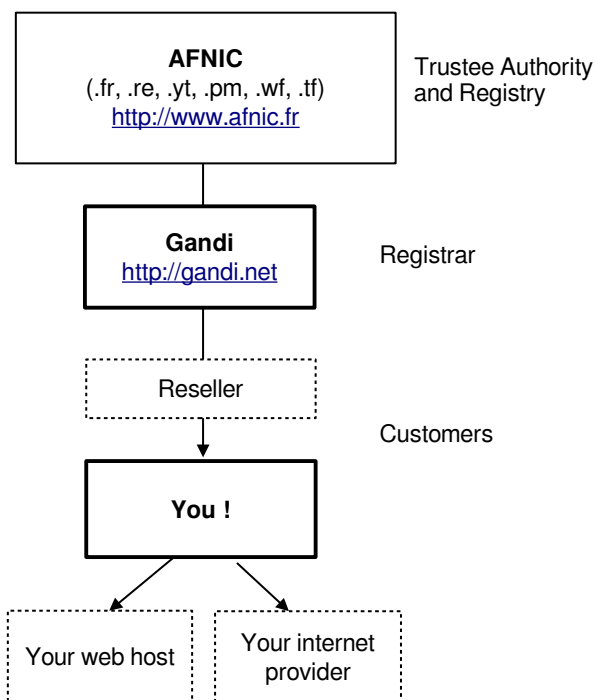 AFNIC
(.fr, .re, .yt, .pm, .wf, .tf)
http://www.afnic.fr
Trustee Authority
and Registry
Gandi
http://gandi.net
Registrar
Reseller
Customers
You !
Your web host
Your internet
provider